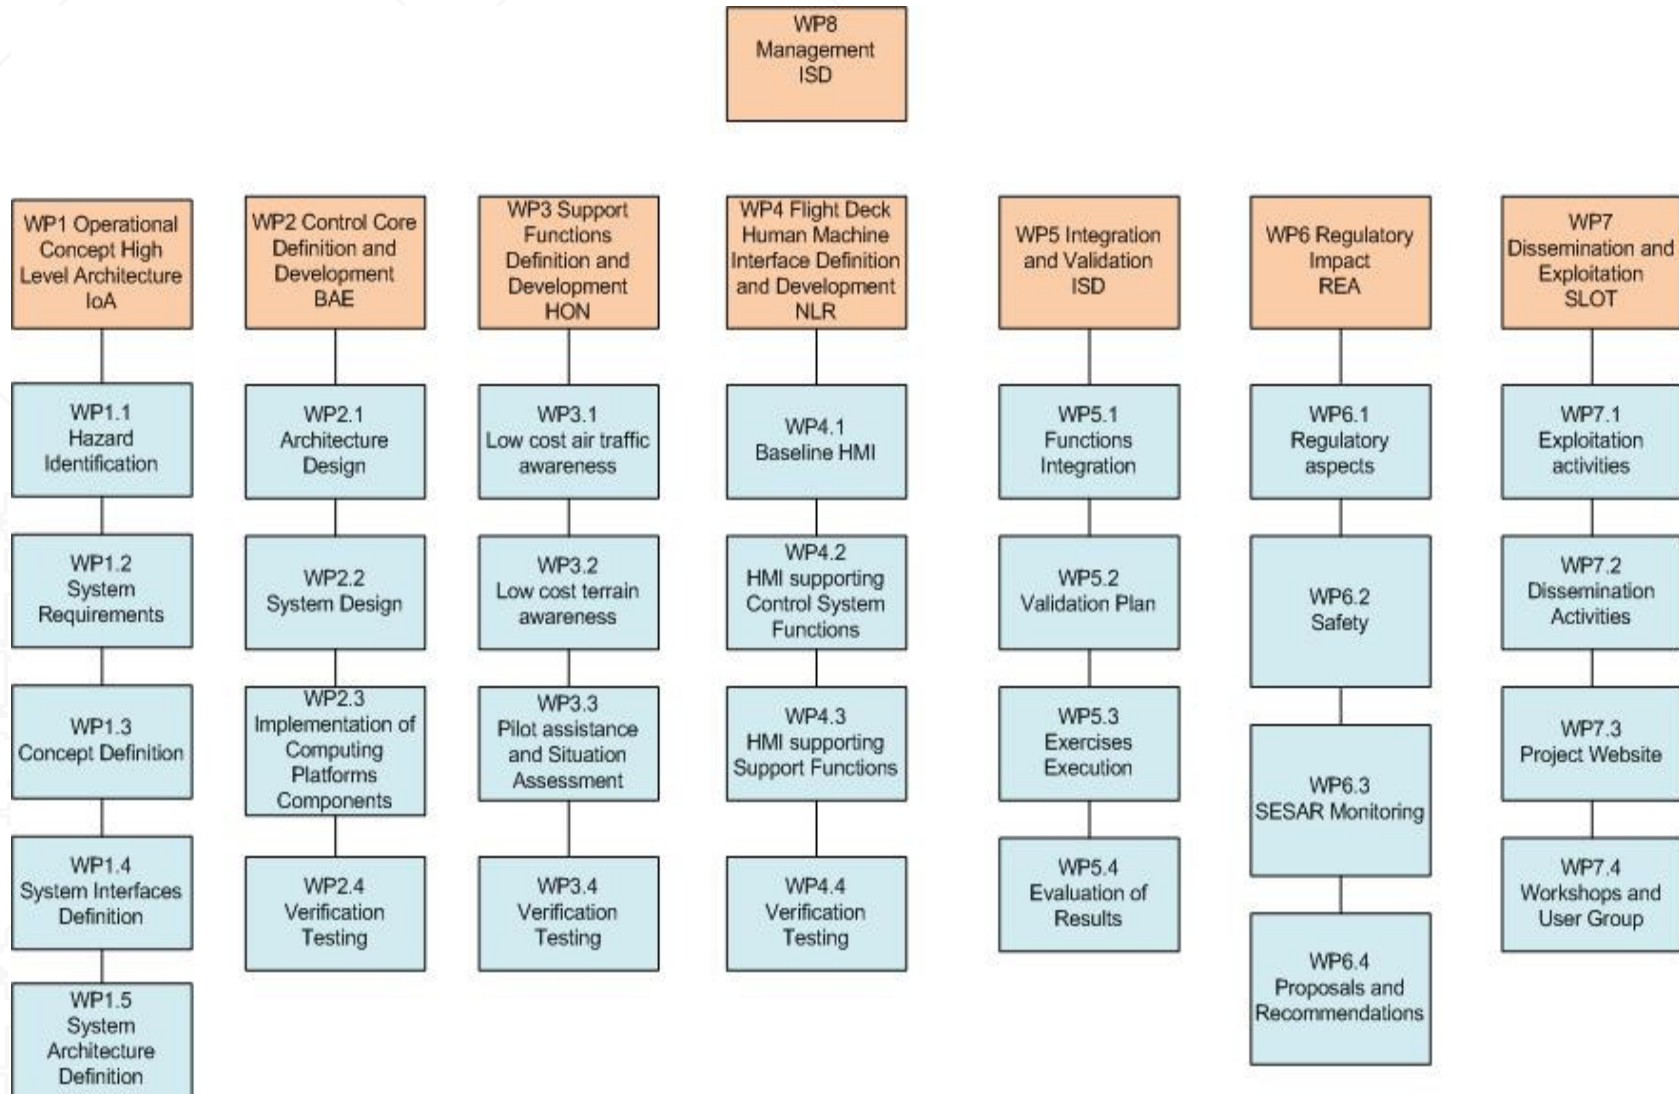 WP8
Management
ISD
WP1 Operational
Concept High
Level Architecture
IoA
WP2 Control Core
Definition and
Development
BAE
WP3 Support
Functions
Definition and
Development
HON
WP4 Flight Deck
Human Machine
Interface Definition
and Development
NLR
WP5 Integration
and Validation
ISD
WP6 Regulatory
Impact
REA
WP7
Dissemination and
Exploitation
SLOT
WP1.1
Hazard
Identification
WP2.1
Architecture
Design
WP3.1
Low cost air traffic
awareness
WP4.1
Baseline HMI
WP5.1
Functions
Integration
WP6.1
Regulatory
aspects
WP7.1
Exploitation
activities
WP1.2
System
Requirements
WP2.2
System Design
WP3.2
Low cost terrain
awareness
WP4.2
HMI supporting
Control System
Functions
WP5.2
Validation Plan
WP6.2
Safety
WP7.2
Dissemination
Activities
WP1.3
Concept Definition
WP2.3
Implementation of
Computing
Platforms
Components
WP3.3
Pilot assistance
and Situation
Assessment
WP4.3
HMI supporting
Support Functions
WP5.3
Exercises
Execution
WP6.3
SESAR Monitoring
WP7.3
Project Website
WP1.4
System Interfaces
Definition
WP2.4
Verification
Testing
WP3.4
Verification
Testing
WP4.4
Verification
Testing
WP5.4
Evaluation of
Results
WP6.4
Proposals and
Recommendations
WP7.4
Workshops and
User Group
WP1.5
System
Architecture
Definition